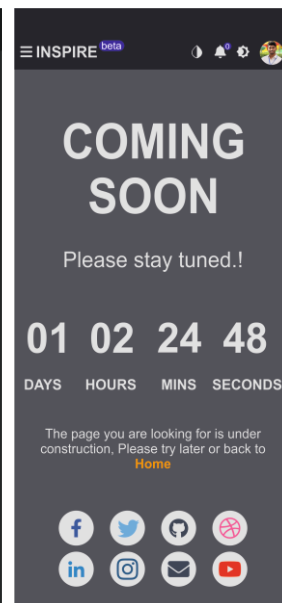 INSPIRE beta
0
COMING
SOON
Please stay tuned.!
01 02 24 48
DAYS HOURS MINS SECONDS
The page you are looking for is under
construction, Please try later or back to
Home